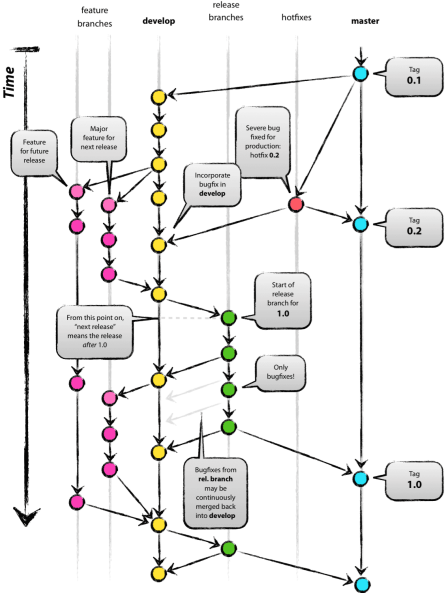 feature
branches
develop
release
branches
hotfixes
master
Time
Tag
0.1
Major
feature for
next release
Severe bug
fixed for
production:
hotfix 0.2
Feature
for future
release
Incorporate
bugfix in
develop
Tag
0.2
Start of
release
branch for
1.0
From this point on,
“next release”
means the release
after 1.0
Only
bugfixes!
Bugfixes from
rel. branch
may be
continuously
merged back
into develop
Tag
1.0